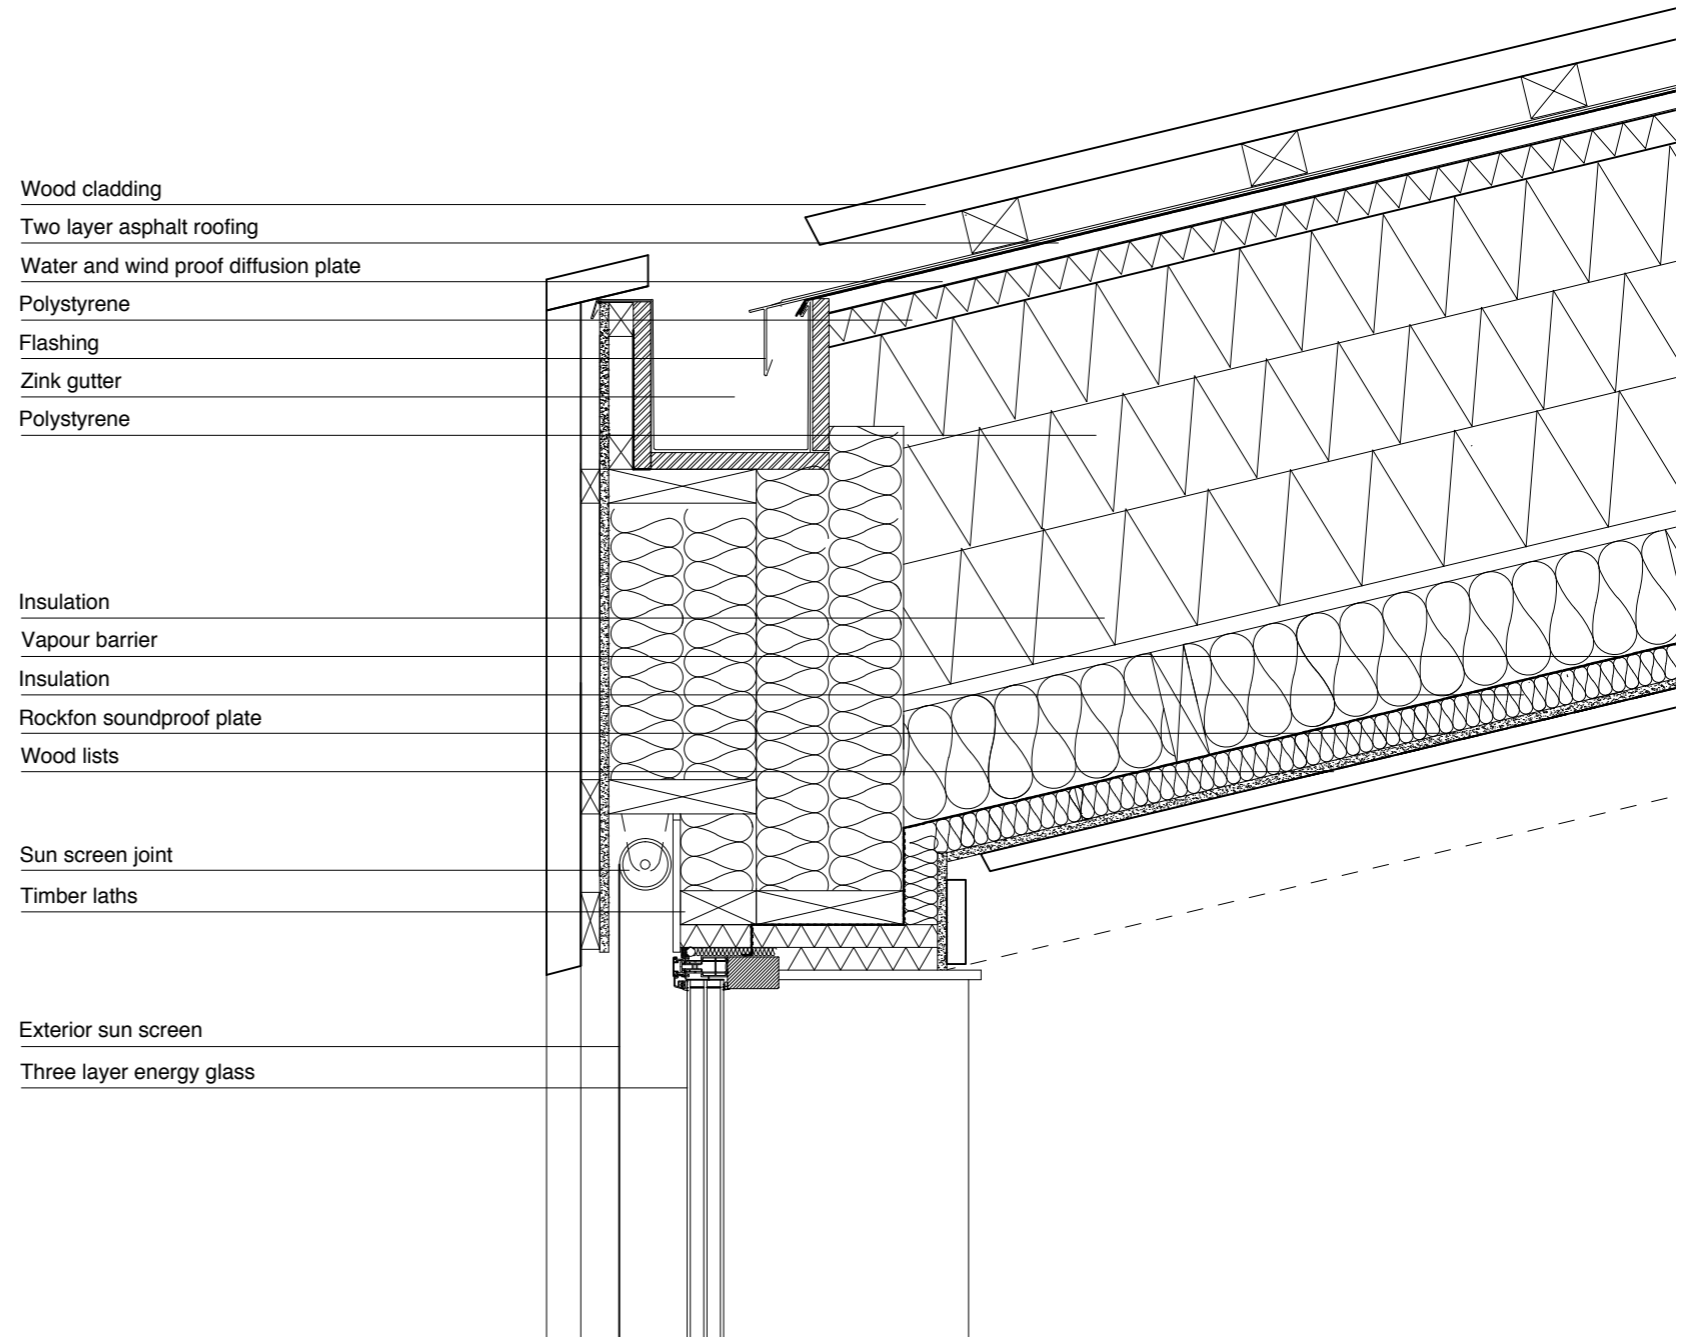 Wood cladding
Two layer asphalt roofing
Water and wind proof diffusion plate
Polystyrene
Flashing
Zink gutter
Polystyrene
Insulation
Vapour barrier
Insulation
Rockfon soundproof plate
Wood lists
Sun screen joint
Timber laths
Exterior sun screen
Three layer energy glass